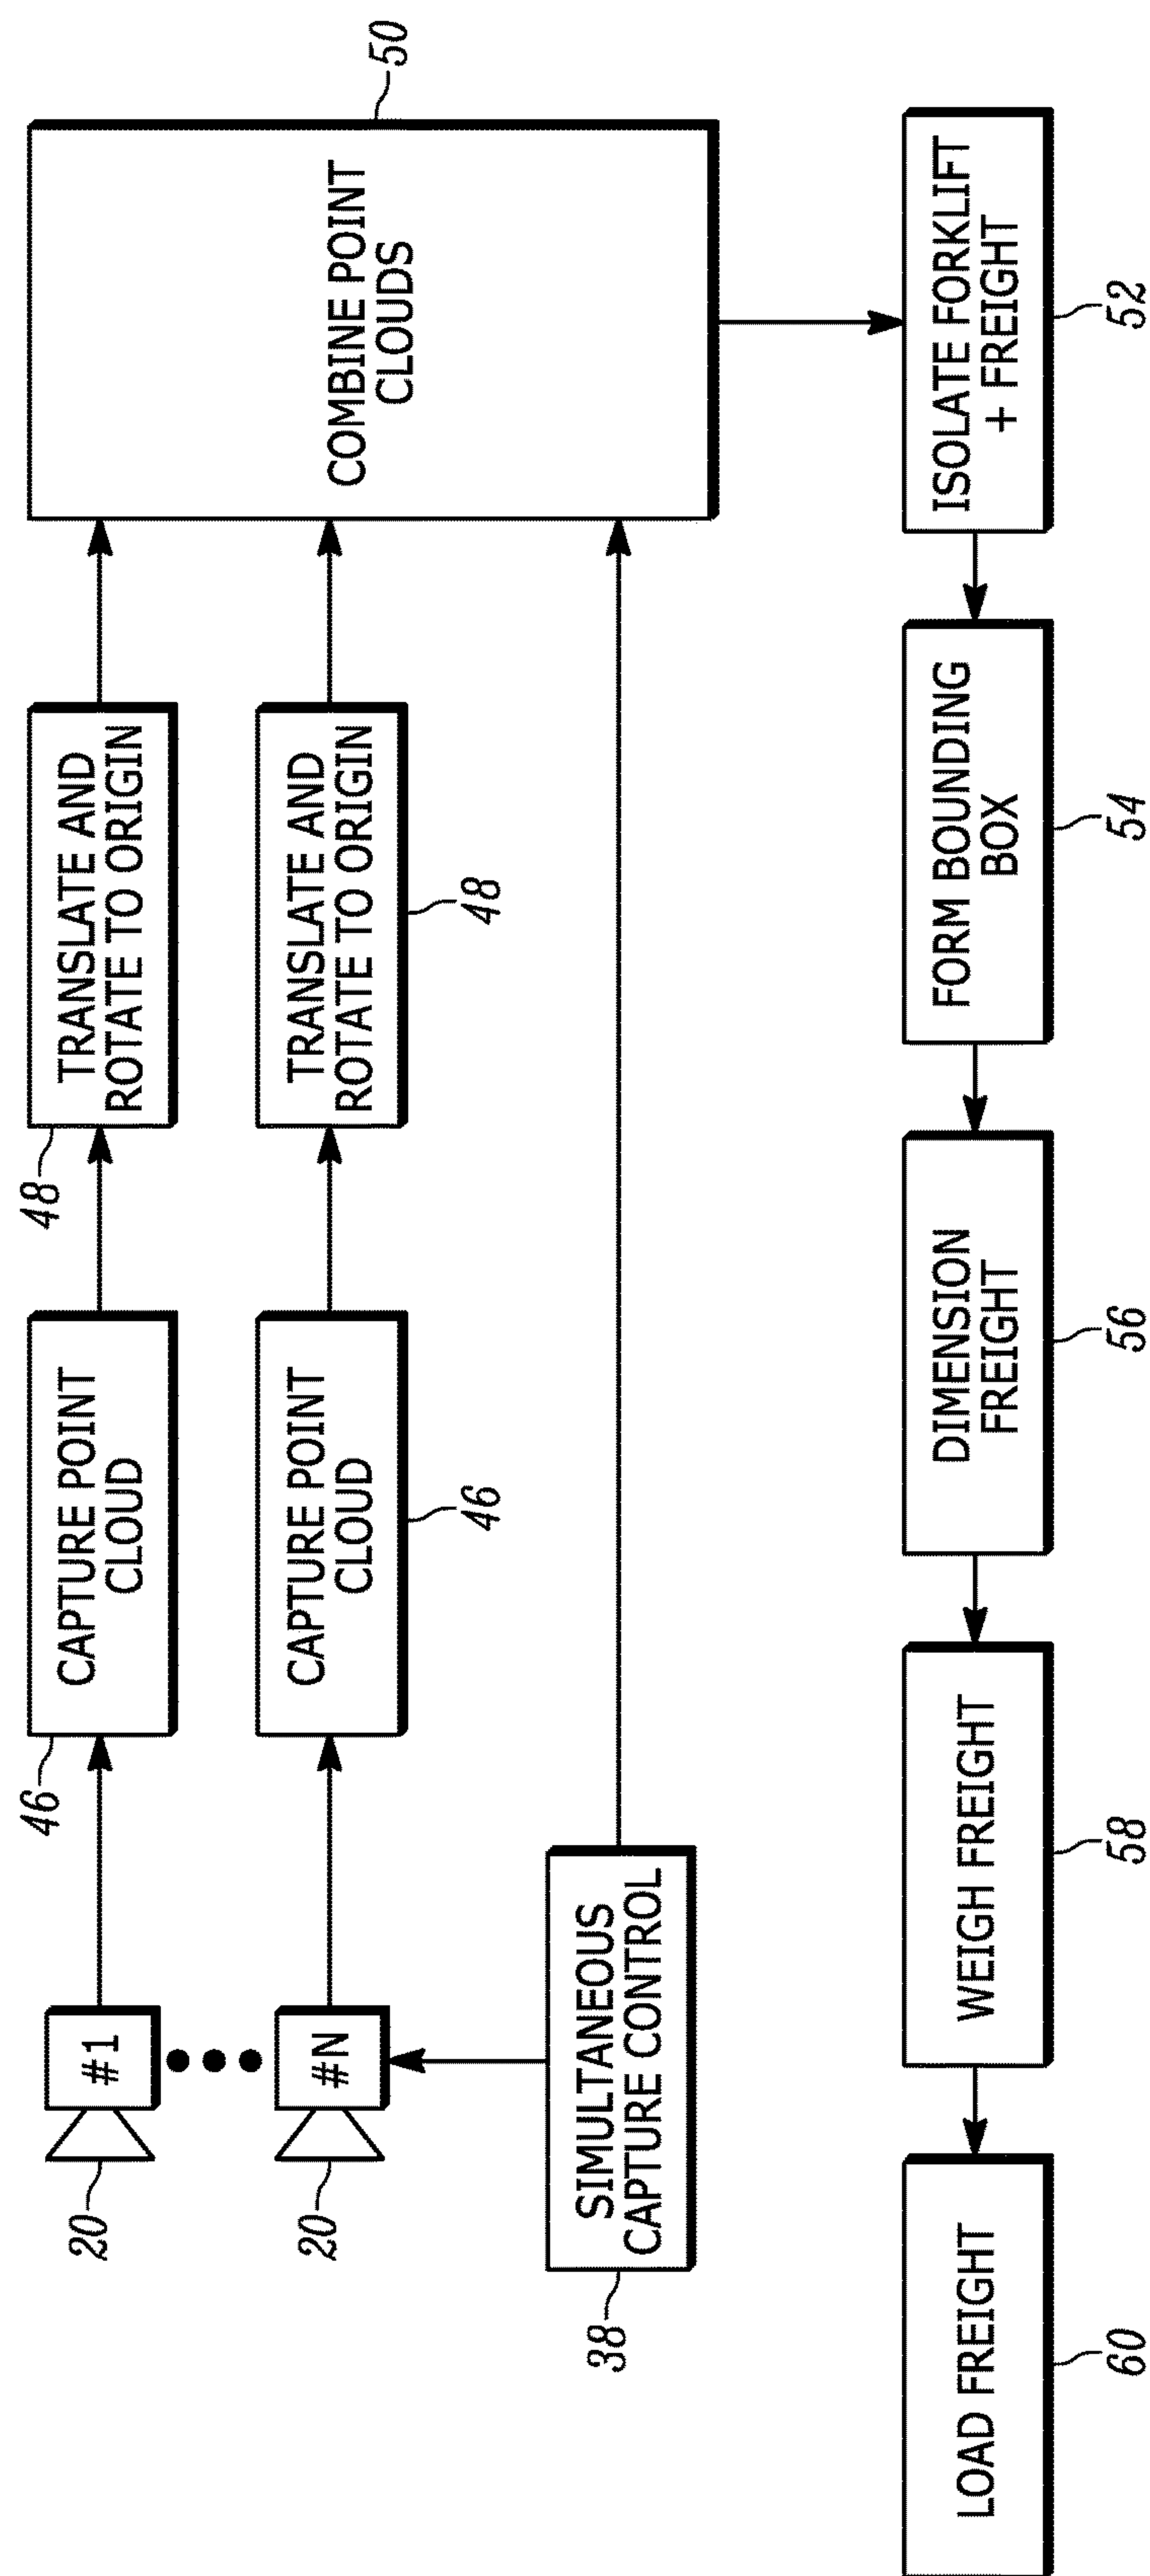 20
#1
46
CAPTURE POINT
CLOUD
48
TRANSLATE AND
ROTATE TO ORIGIN
20
#N
CAPTURE POINT
CLOUD
46
TRANSLATE AND
ROTATE TO ORIGIN
48
COMBINE POINT
CLOUDS
50
38
SIMULTANEOUS
CAPTURE CONTROL
LOAD FREIGHT
60
WEIGH FREIGHT
58
DIMENSION
FREIGHT
56
FORM BOUNDING
BOX
54
ISOLATE FORKLIFT
+ FREIGHT
52